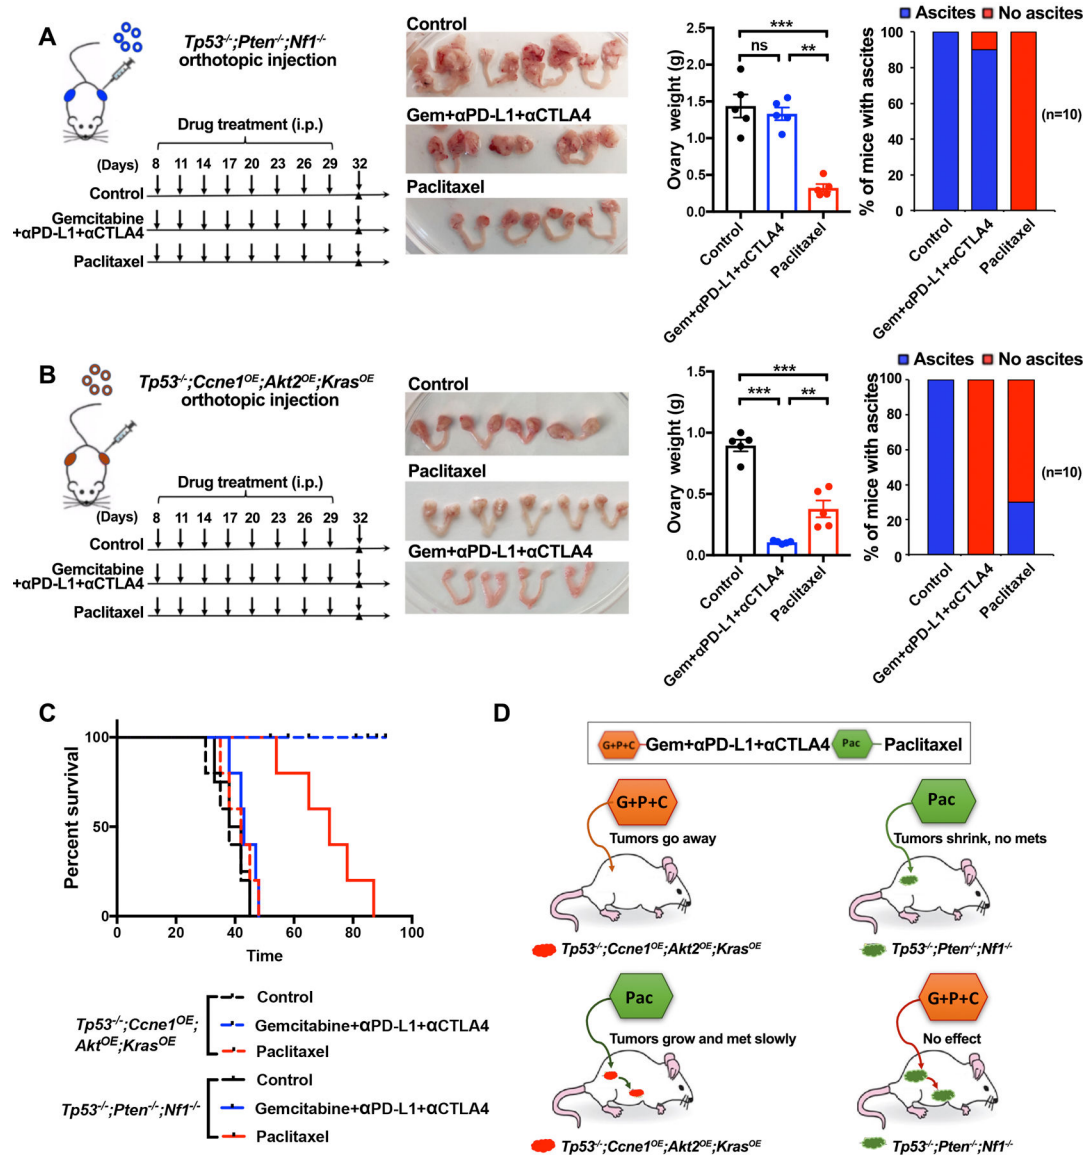 A
Tp53-/-;Pten-/-;Nf1-/-
orthotopic injection
Drug treatment (i.p.)
(Days) 8 11 14 17 20 23 29 32
Control
Gemcitabine
+αPD-L1+αCTLA4
Paclitaxel
Control
Gem+αPD-L1+αCTLA4
Paclitaxel
Ovary weight (g)
2.5
2.0
1.5
1.0
0.5
0.0
***
ns
**
Control
Gem+αPD-L1+αCTLA4
Paclitaxel
Ascites
No ascites
% of mice with ascites
100
80
60
40
20
0
(n=10)
Control
Gem+αPD-L1+αCTLA4
Paclitaxel
B
Tp53-/-;Ccne1OE;Akt2OE;KrasOE
orthotopic injection
Drug treatment (i.p.)
(Days) 8 11 14 17 20 23 29 32
Control
Gemcitabine
+αPD-L1+αCTLA4
Paclitaxel
Control
Paclitaxel
Gem+αPD-L1+αCTLA4
Ovary weight (g)
1.5
1.0
0.5
0.0
***
***
**
Control
Gem+αPD-L1+αCTLA4
Paclitaxel
Ascites
No ascites
% of mice with ascites
100
80
60
40
20
0
(n=10)
Control
Gem+αPD-L1+αCTLA4
Paclitaxel
C
Percent survival
100
50
0
0 20 40 60 80 100
Time
Tp53-/-;Ccne1OE;
AktOE;KrasOE
Control
Gemcitabine+αPD-L1+αCTLA4
Paclitaxel
Tp53-/-;Pten-/-;Nf1-/-
Control
Gemcitabine+αPD-L1+αCTLA4
Paclitaxel
D
G+P+C Gem+αPD-L1+αCTLA4 Pac Paclitaxel
G+P+C
Tumors go away
Tp53-/-;Ccne1OE;Akt2OE;KrasOE
Pac
Tumors shrink, no mets
Tp53-/-;Pten-/-;Nf1-/-
Pac
Tumors grow and met slowly
Tp53-/-;Ccne1OE;Akt2OE;KrasOE
G+P+C
No effect
Tp53-/-;Pten-/-;Nf1-/-